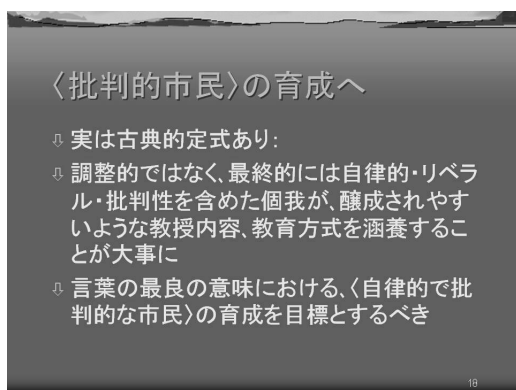 〈批判的市民〉の育成へ
実は古典的定式あり:
調整的ではなく、最終的には自律的・リベラ
ル・批判性を含めた個我が、醸成されやす
いような教授内容、教育方式を涵養するこ
とが大事に
言葉の最良の意味における、〈自律的で批
判的な市民〉の育成を目標とするべき
18